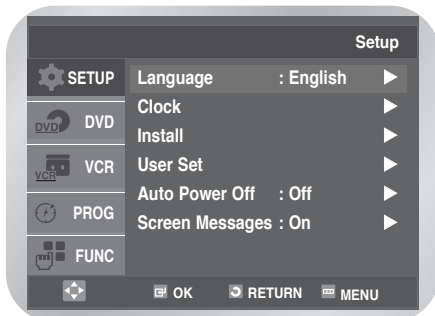 Setup
SETUP
Language : English
Clock
DVD DVD
Install
VCR VCR
User Set
Auto Power Off : Off
PROG
Screen Messages : On
FUNC
OK RETURN MENU